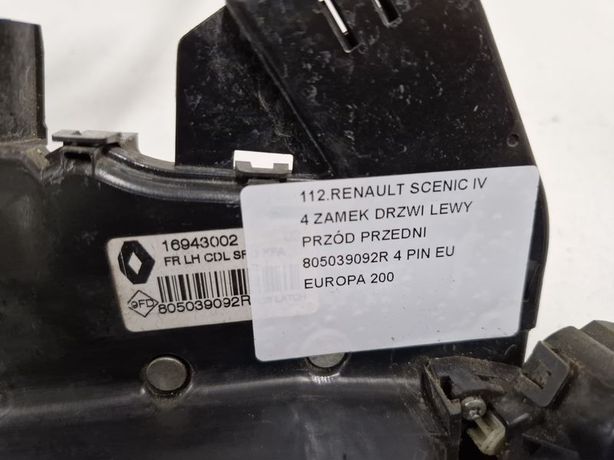 112.RENAULT SCENIC IV
4 ZAMEK DRZWI LEWY
PRZÓD PRZEDNI
805039092R 4 PIN EU
EUROPA 200
16943002
FR LH CDL
805039092R